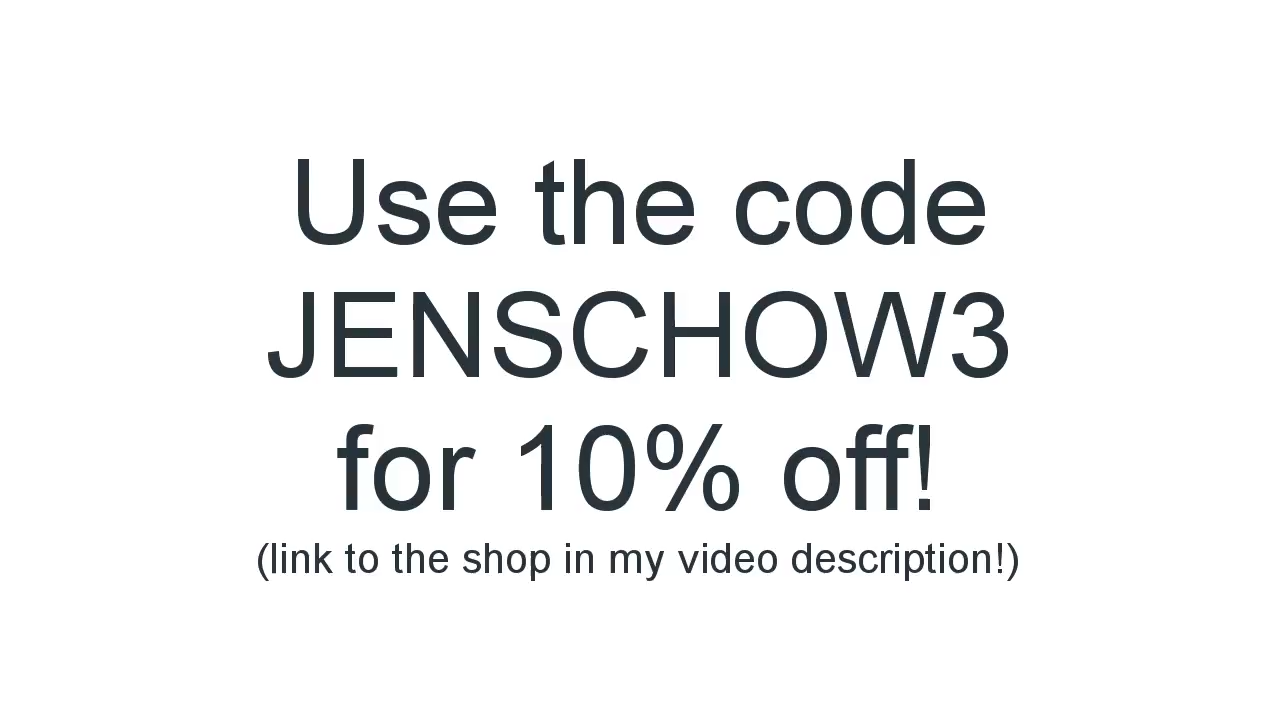 Use the code
JENSCHOW3
for 10% off!
(link to the shop in my video description!)